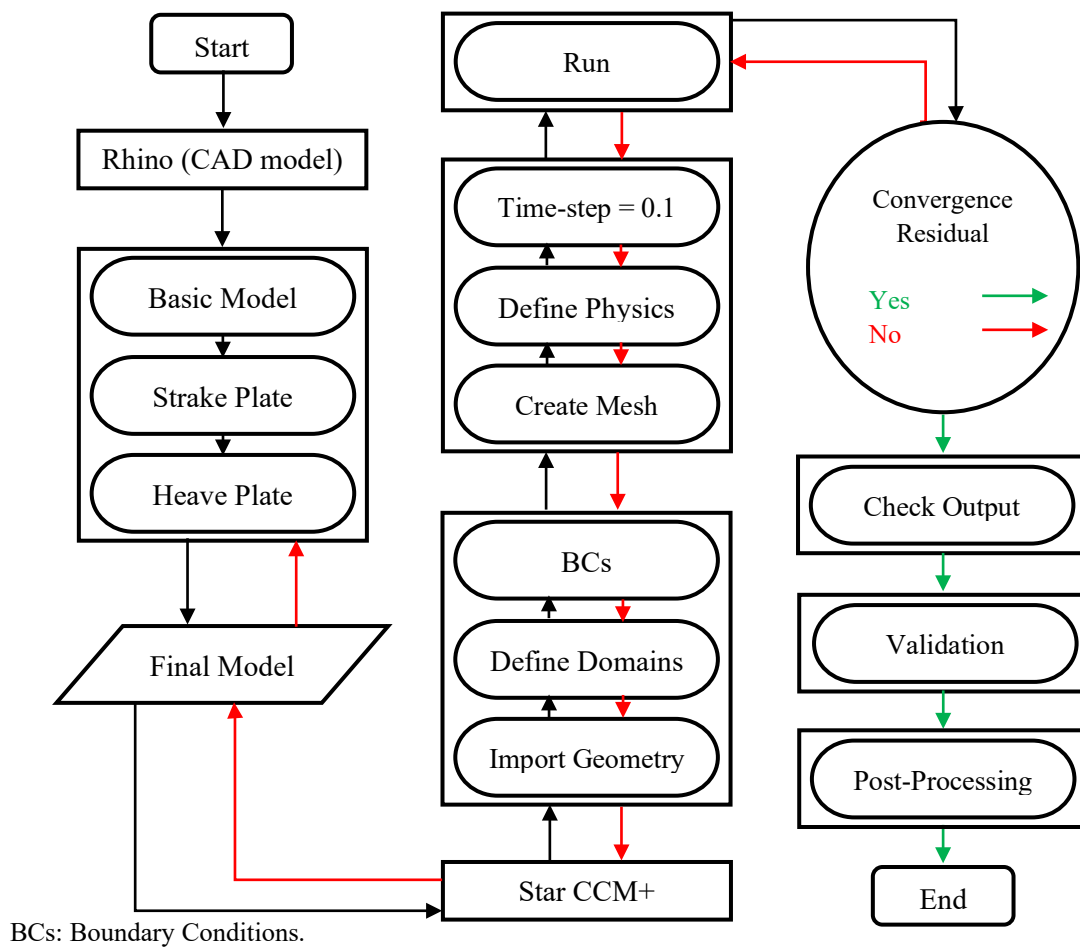 Start
Rhino (CAD model)
Basic Model
Strake Plate
Heave Plate
Final Model
Run
Time-step = 0.1
Define Physics
Create Mesh
BCs
Define Domains
Import Geometry
Star CCM+
Convergence
Residual
Yes
No
Check Output
Validation
Post-Processing
End
BCs: Boundary Conditions.